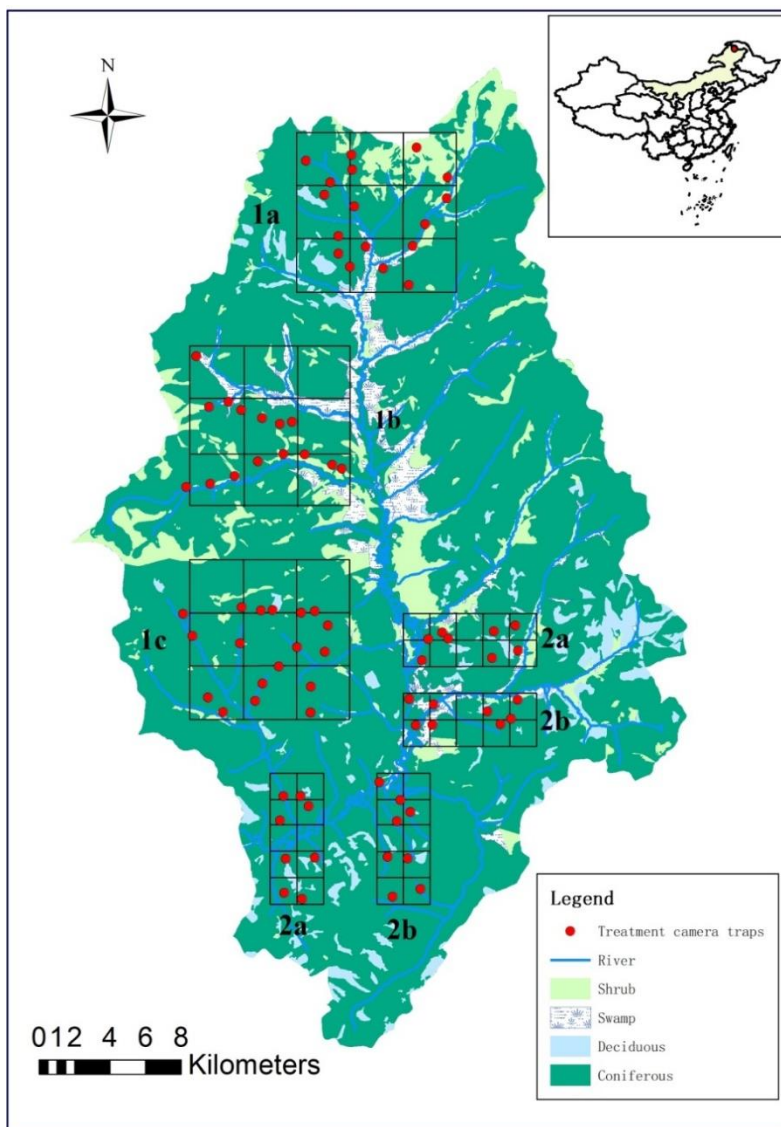 N
1a
1b
1c
2a
2b
2a
2b
Legend
Treatment camera traps
River
Shrub
Swamp
Deciduous
Coniferous
012 4 6 8
Kilometers